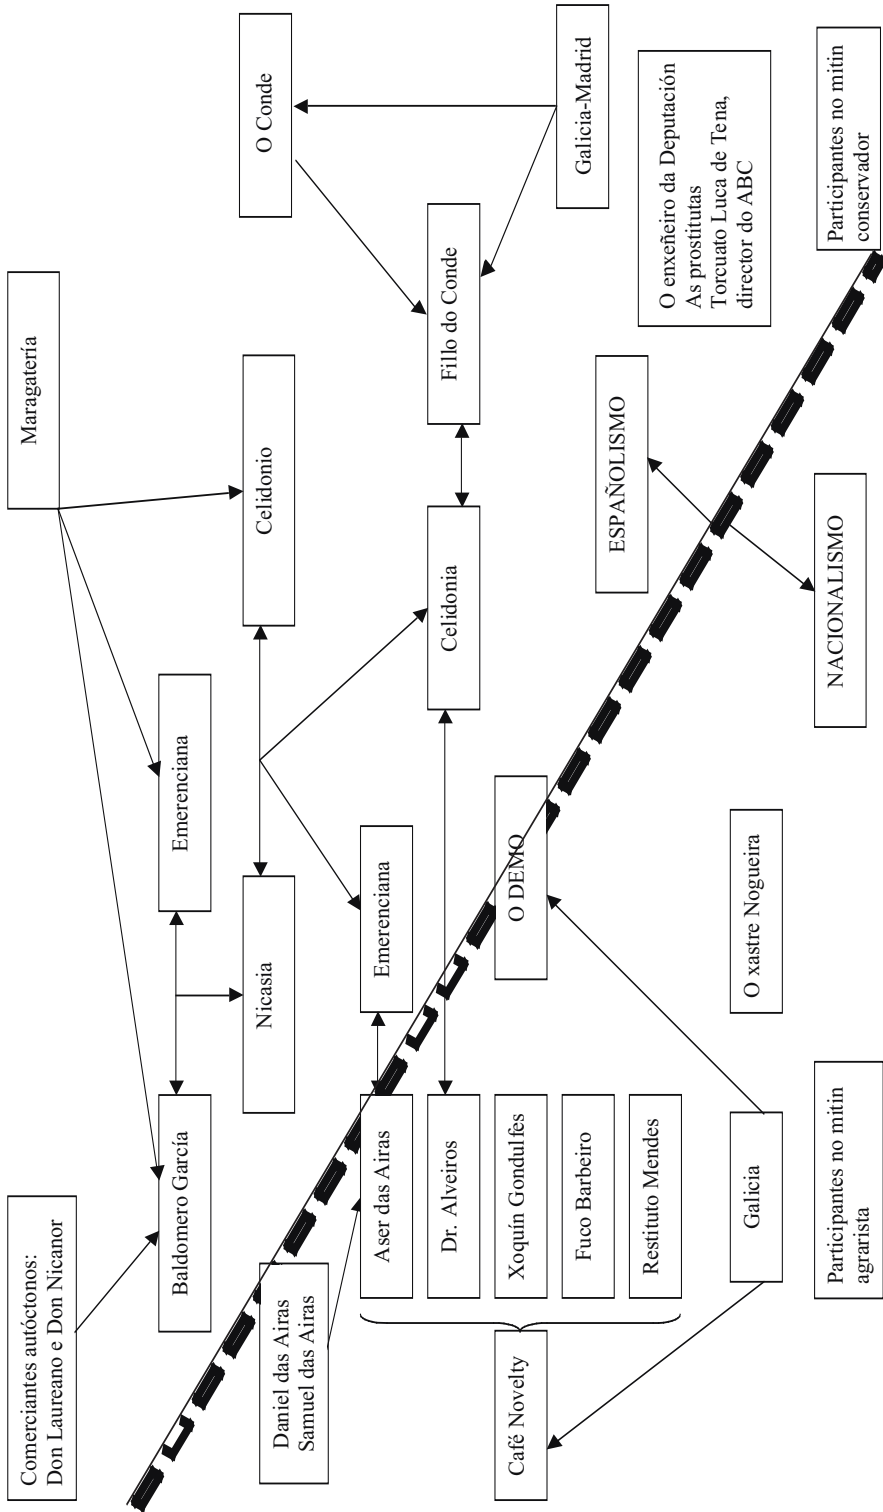 Comerciantes autóctonos:
Don Laureano e Don Nicanor
Maragatería
Baldomero García
Emerenciana
Nicasia
Celidonio
O Conde
Daniel das Airas
Samuel das Airas
Aser das Airas
Emerenciana
Dr. Alveiros
Celidonia
Fillo do Conde
Café Novelty
Xoquín Gondulfes
O DEMO
Fuco Barbeiro
Galicia-Madrid
Restituto Mendes
ESPAÑOLISMO
O enxeñeiro da Deputación
As prostitutas
Torcuato Luca de Tena,
director do ABC
Galicia
O xastre Nogueira
Participantes no mitin
agrarista
NACIONALISMO
Participantes no mitin
conservador